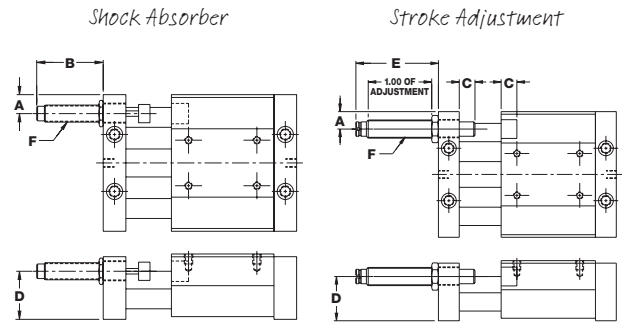 Shock Absorber
Stroke Adjustment
B
A
F
D
E
1.00 OF
ADJUSTMENT
C
C
A
F
D